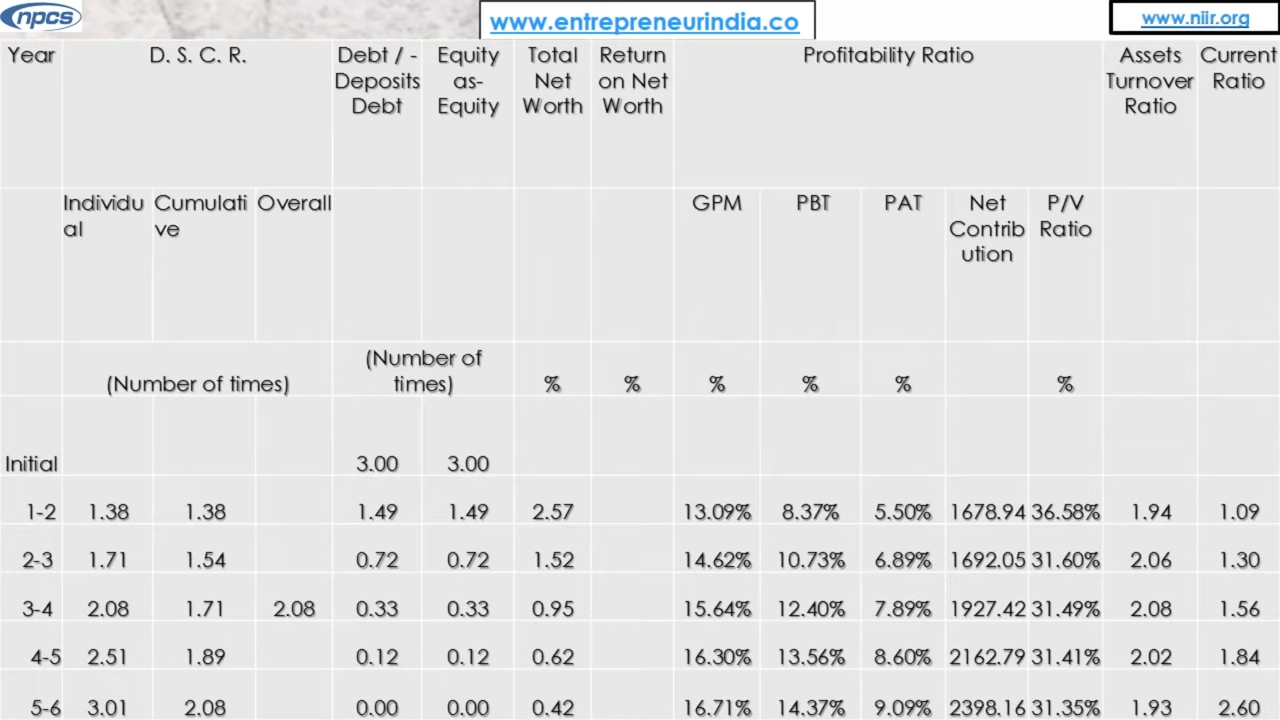 npcs
www.entrepreneurindia.co
www.niir.org
Year D. S. C. R. Debt / - Deposits Debt Equity as- Equity Total Net Worth Return on Net Worth Profitability Ratio Assets Turnover Ratio Current Ratio
Individu al Cumulati ve Overall GPM PBT PAT Net Contrib ution P/V Ratio
(Number of times) (Number of times) % % % % % %
Initial 3.00 3.00
1-2 1.38 1.38 1.49 1.49 2.57 13.09% 8.37% 5.50% 1678.94 36.58% 1.94 1.09
2-3 1.71 1.54 0.72 0.72 1.52 14.62% 10.73% 6.89% 1692.05 31.60% 2.06 1.30
3-4 2.08 1.71 2.08 0.33 0.33 0.95 15.64% 12.40% 7.89% 1927.42 31.49% 2.08 1.56
4-5 2.51 1.89 0.12 0.12 0.62 16.30% 13.56% 8.60% 2162.79 31.41% 2.02 1.84
5-6 3.01 2.08 0.00 0.00 0.42 16.71% 14.37% 9.09% 2398.16 31.35% 1.93 2.60